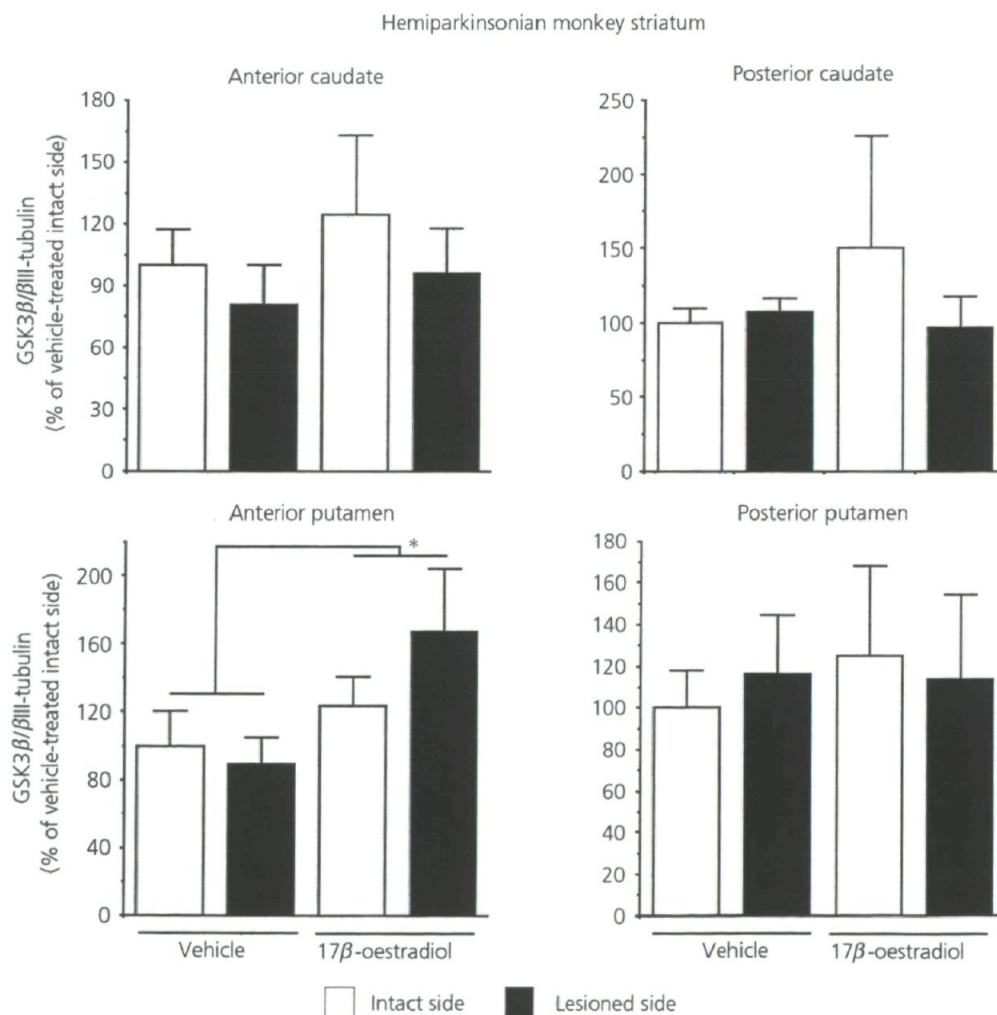 Hemiparkinsonian monkey striatum
Anterior caudate
GSK3β/βIII-tubulin
(% of vehicle-treated intact side)
180
150
120
90
60
30
0
Posterior caudate
250
200
150
100
50
0
Anterior putamen
GSK3β/βIII-tubulin
(% of vehicle-treated intact side)
200
160
120
80
40
0
*
Vehicle
17β-oestradiol
Posterior putamen
180
160
140
120
100
80
60
40
20
0
Vehicle
17β-oestradiol
Intact side
Lesioned side